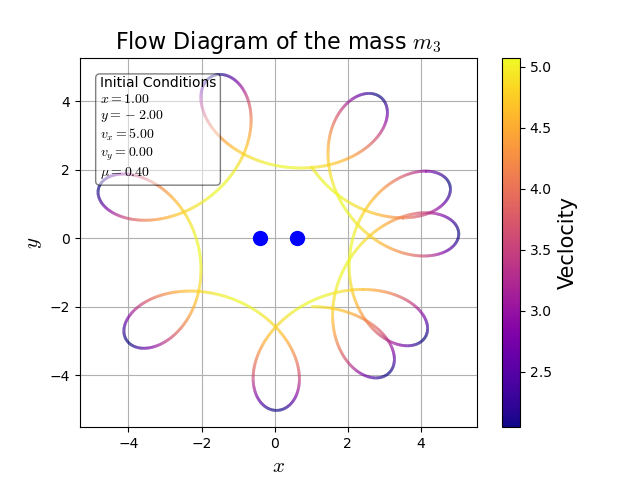 Flow Diagram of the mass m₃
Initial Conditions
x = 1.00
y = − 2.00
vₓ = 5.00
v_y = 0.00
μ = 0.40
4
2
0
−2
−4
y
−4 −2 0 2 4
x
5.0
4.5
4.0
3.5
3.0
2.5
Veclocity